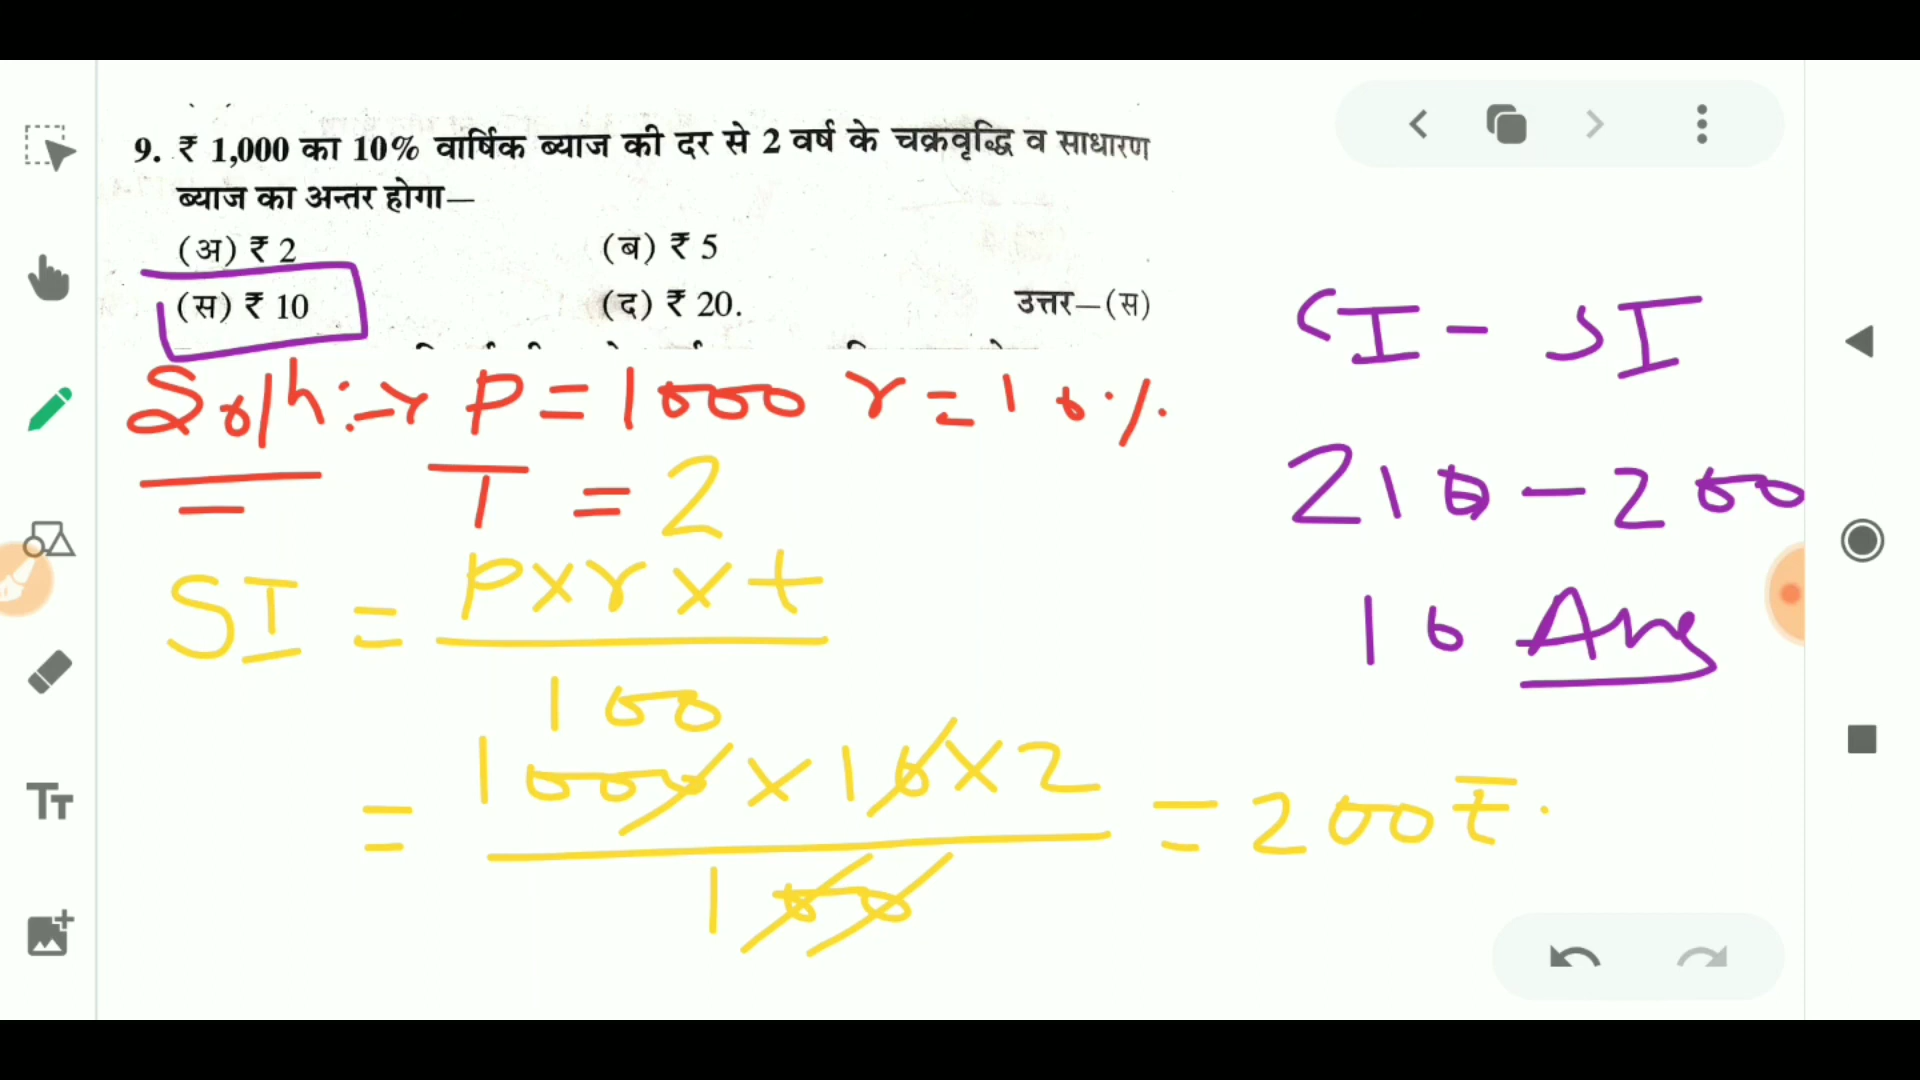 9. ₹ 1,000 का 10% वार्षिक ब्याज की दर से 2 वर्ष के चक्रवृद्धि व साधारण
ब्याज का अन्तर होगा—
(अ) ₹ 2 (ब) ₹ 5
(स) ₹ 10 (द) ₹ 20. उत्तर—(स)
Soln:→ P = 1000 r = 10%
T = 2
SI = P×r×t
100
= 1000×10×2
100
= 200 ₹.
CI - SI
210 - 200
10 Ans
Tт